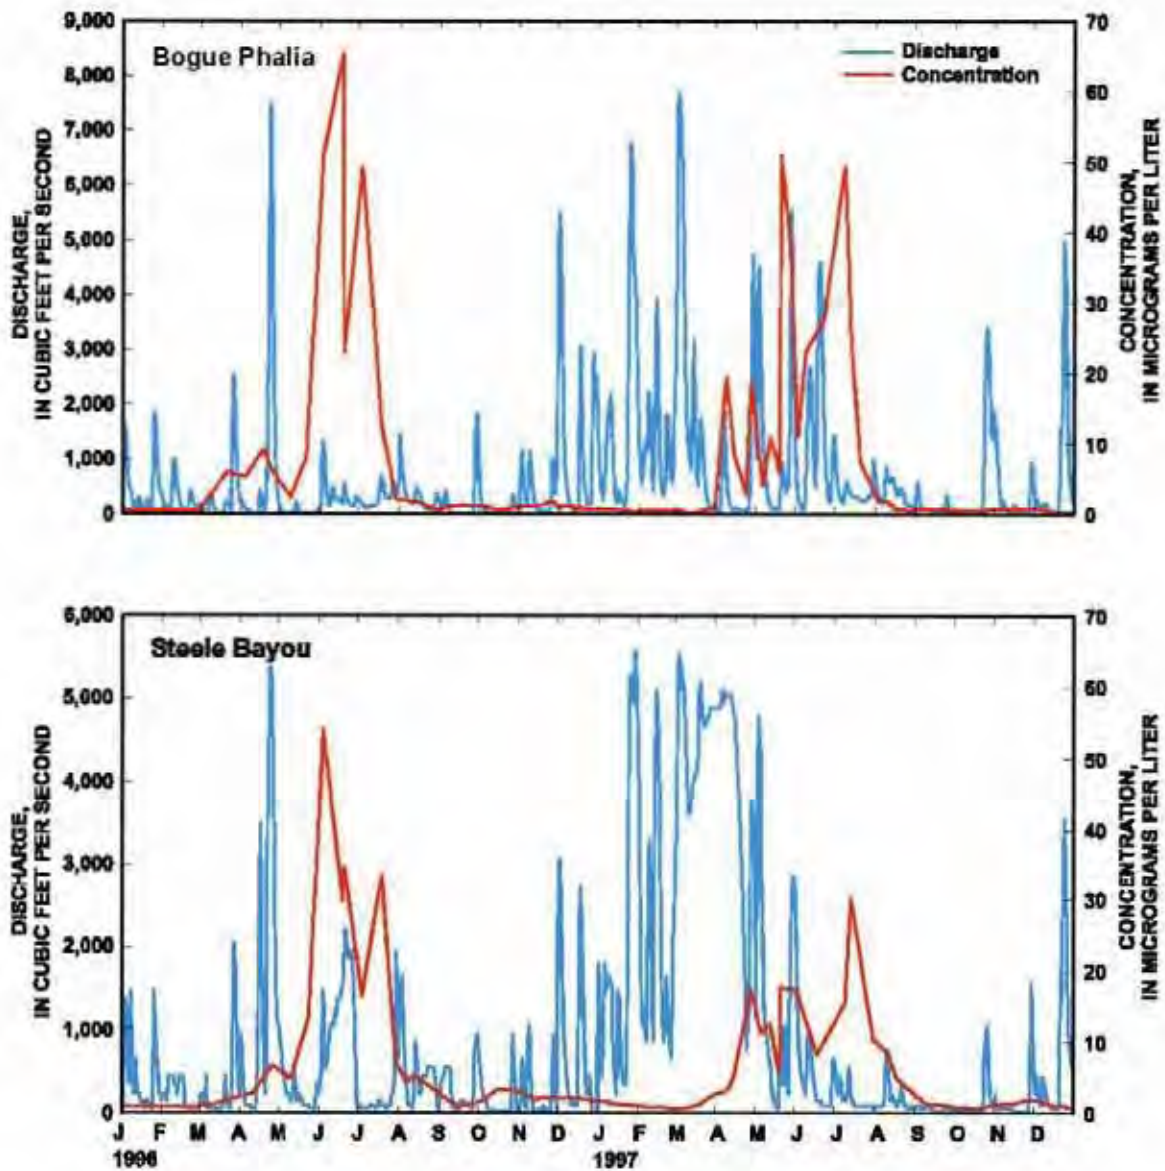 9,000
8,000
7,000
6,000
5,000
4,000
3,000
2,000
1,000
0
DISCHARGE,
IN CUBIC FEET PER SECOND
Bogue Phalia
Discharge
Concentration
70
60
50
40
30
20
10
0
CONCENTRATION,
IN MICROGRAMS PER LITER
6,000
5,000
4,000
3,000
2,000
1,000
0
DISCHARGE,
IN CUBIC FEET PER SECOND
Steele Bayou
70
60
50
40
30
20
10
0
CONCENTRATION,
IN MICROGRAMS PER LITER
J F M A M J J A S O N D J F M A M J J A S O N D
1996 1997